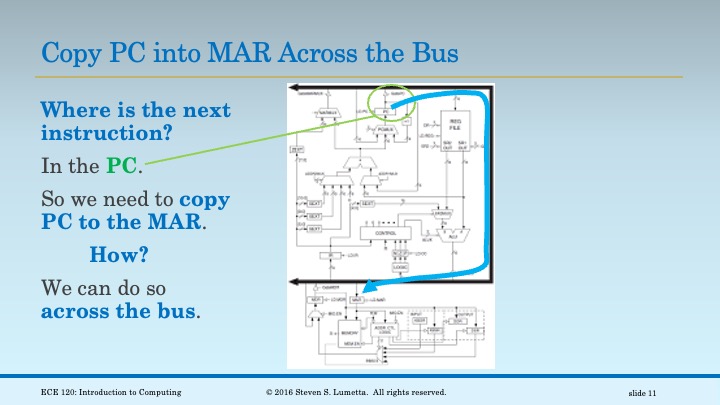 Copy PC into MAR Across the Bus
Where is the next
instruction?
In the PC.
So we need to copy
PC to the MAR.
How?
We can do so
across the bus.
PC
REG
FILE
CONTROL
ALU
IR
LOGIC
MDR
MAR
MEMORY
INPUT
ECE 120: Introduction to Computing
© 2016 Steven S. Lumetta. All rights reserved.
slide 11